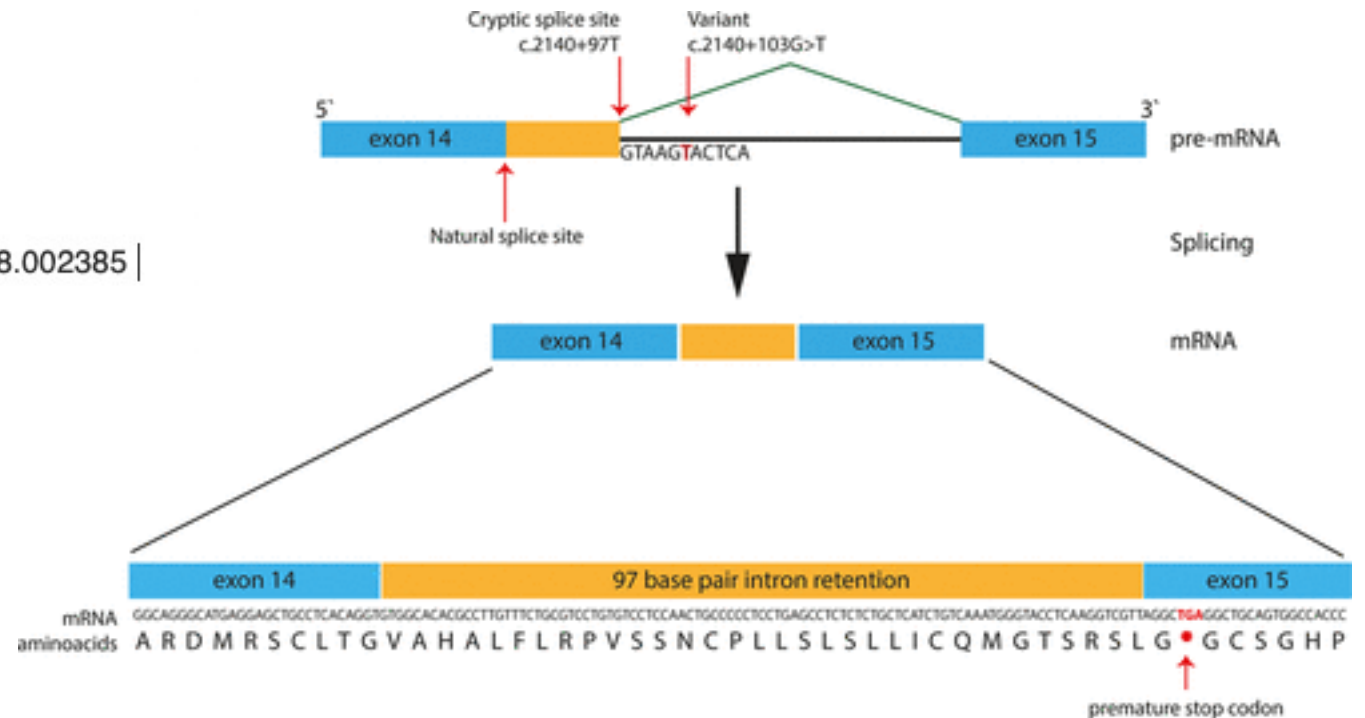 Cryptic splice site
c.2140+97T
Variant
c.2140+103G>T
5`
3`
exon 14
exon 15
pre-mRNA
GTAAGTACTCA
Natural splice site
Splicing
8.002385
exon 14
exon 15
mRNA
exon 14
97 base pair intron retention
exon 15
mRNA
GGCAGGGCATGAGGAGCTGCCTCACAGGTGTGGCACACGCCTTGTTTCTGCGTCCTGTGTCCTCCAACTGCCCCCTCCTGAGCCTCTCTCTGCTCATCTGTCAAATGGGTACCTCAAGGTCGTTAGGCTGAGGCTGCAGTGGCCACCC
aminoacids
A R D M R S C L T G V A H A L F L R P V S S N C P L L S L S L L I C Q M G T S R S L G • G C S G H P
premature stop codon